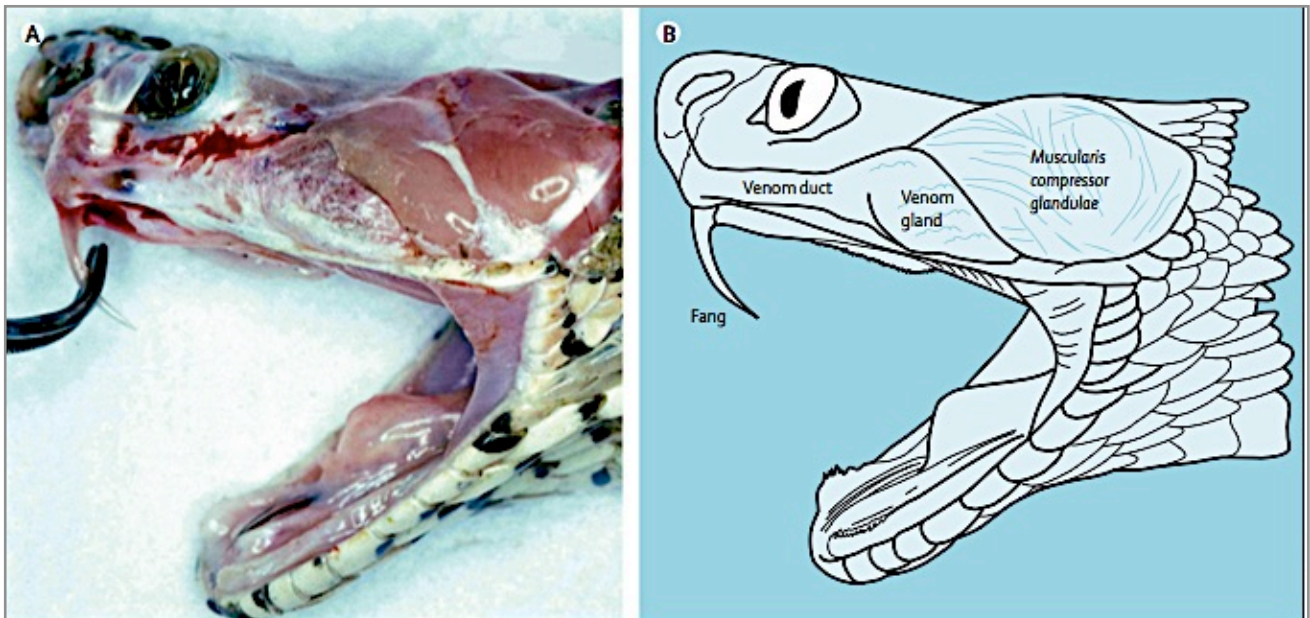 A
B
Venom duct
Venom
gland
Muscularis
compressor
glandulae
Fang